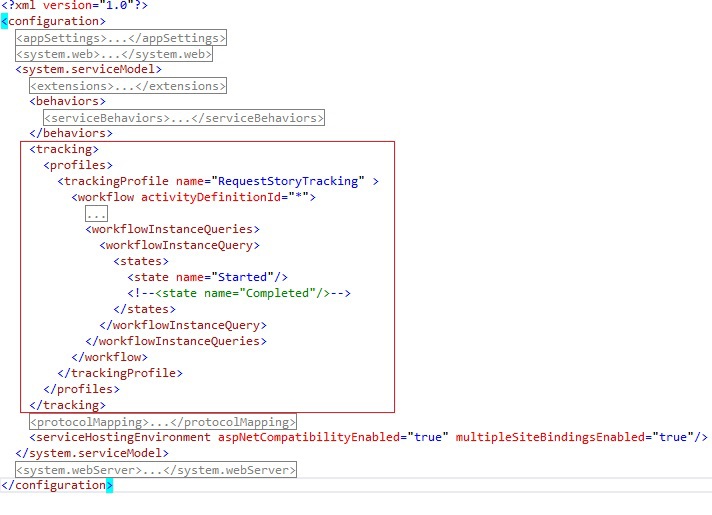 <?xml version="1.0"?>
<configuration>
<appSettings>...</appSettings>
<system.web>...</system.web>
<system.serviceModel>
<extensions>...</extensions>
<behaviors>
<serviceBehaviors>...</serviceBehaviors>
</behaviors>
<tracking>
<profiles>
<trackingProfile name="RequestStoryTracking" >
<workflow activityDefinitionId="*">
...
<workflowInstanceQueries>
<workflowInstanceQuery>
<states>
<state name="Started"/>
<!--<state name="Completed"/>-->
</states>
</workflowInstanceQuery>
</workflowInstanceQueries>
</workflow>
</trackingProfile>
</profiles>
</tracking>
<protocolMapping>...</protocolMapping>
<serviceHostingEnvironment aspNetCompatibilityEnabled="true" multipleSiteBindingsEnabled="true"/>
</system.serviceModel>
<system.webServer>...</system.webServer>
</configuration>